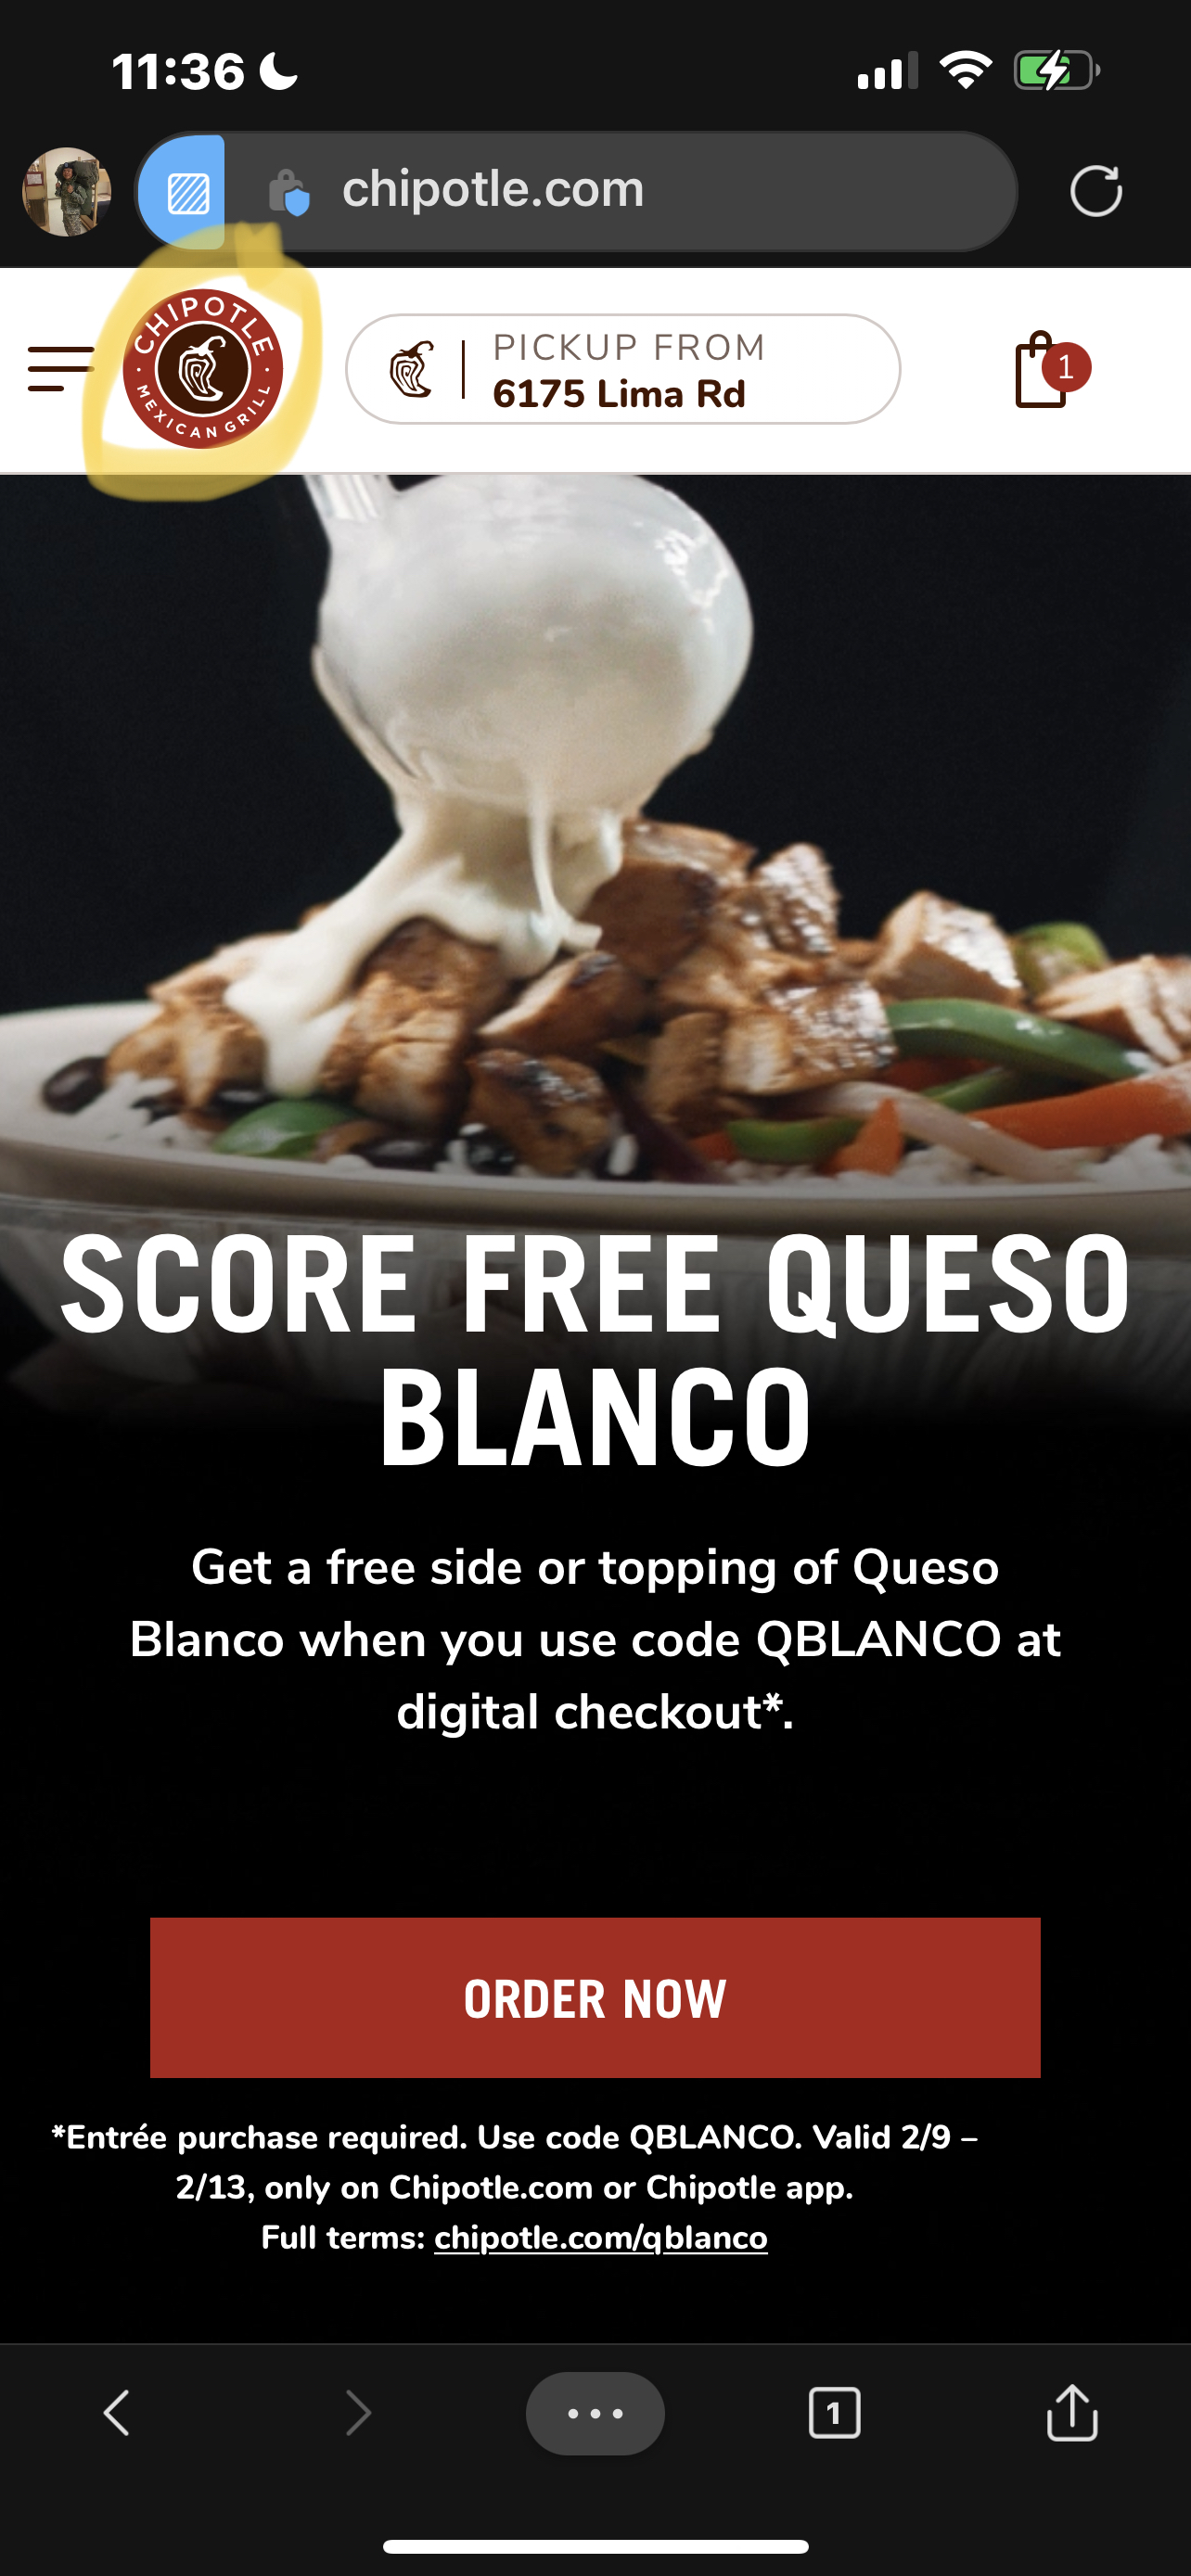 11:36
chipotle.com
CHIPOTLE
MEXICAN GRILL
PICKUP FROM
6175 Lima Rd
1
SCORE FREE QUESO
BLANCO
Get a free side or topping of Queso
Blanco when you use code QBLANCO at
digital checkout*.
ORDER NOW
*Entrée purchase required. Use code QBLANCO. Valid 2/9 –
2/13, only on Chipotle.com or Chipotle app.
Full terms: chipotle.com/qblanco
1